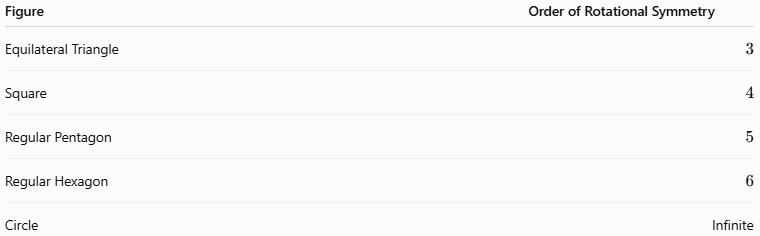 Figure Order of Rotational Symmetry
Equilateral Triangle 3
Square 4
Regular Pentagon 5
Regular Hexagon 6
Circle Infinite